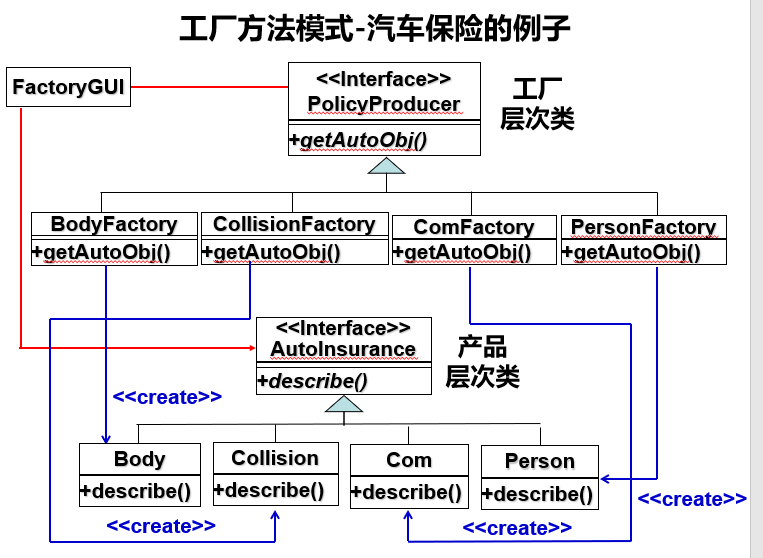 工厂方法模式-汽车保险的例子
FactoryGUI
<<Interface>>
PolicyProducer
+getAutoObj()
工厂
层次类
BodyFactory
+getAutoObj()
CollisionFactory
+getAutoObj()
ComFactory
+getAutoObj()
PersonFactory
+getAutoObj()
<<Interface>>
AutoInsurance
+describe()
产品
层次类
<<create>>
Body
+describe()
Collision
+describe()
Com
+describe()
Person
+describe()
<<create>>
<<create>>
<<create>>